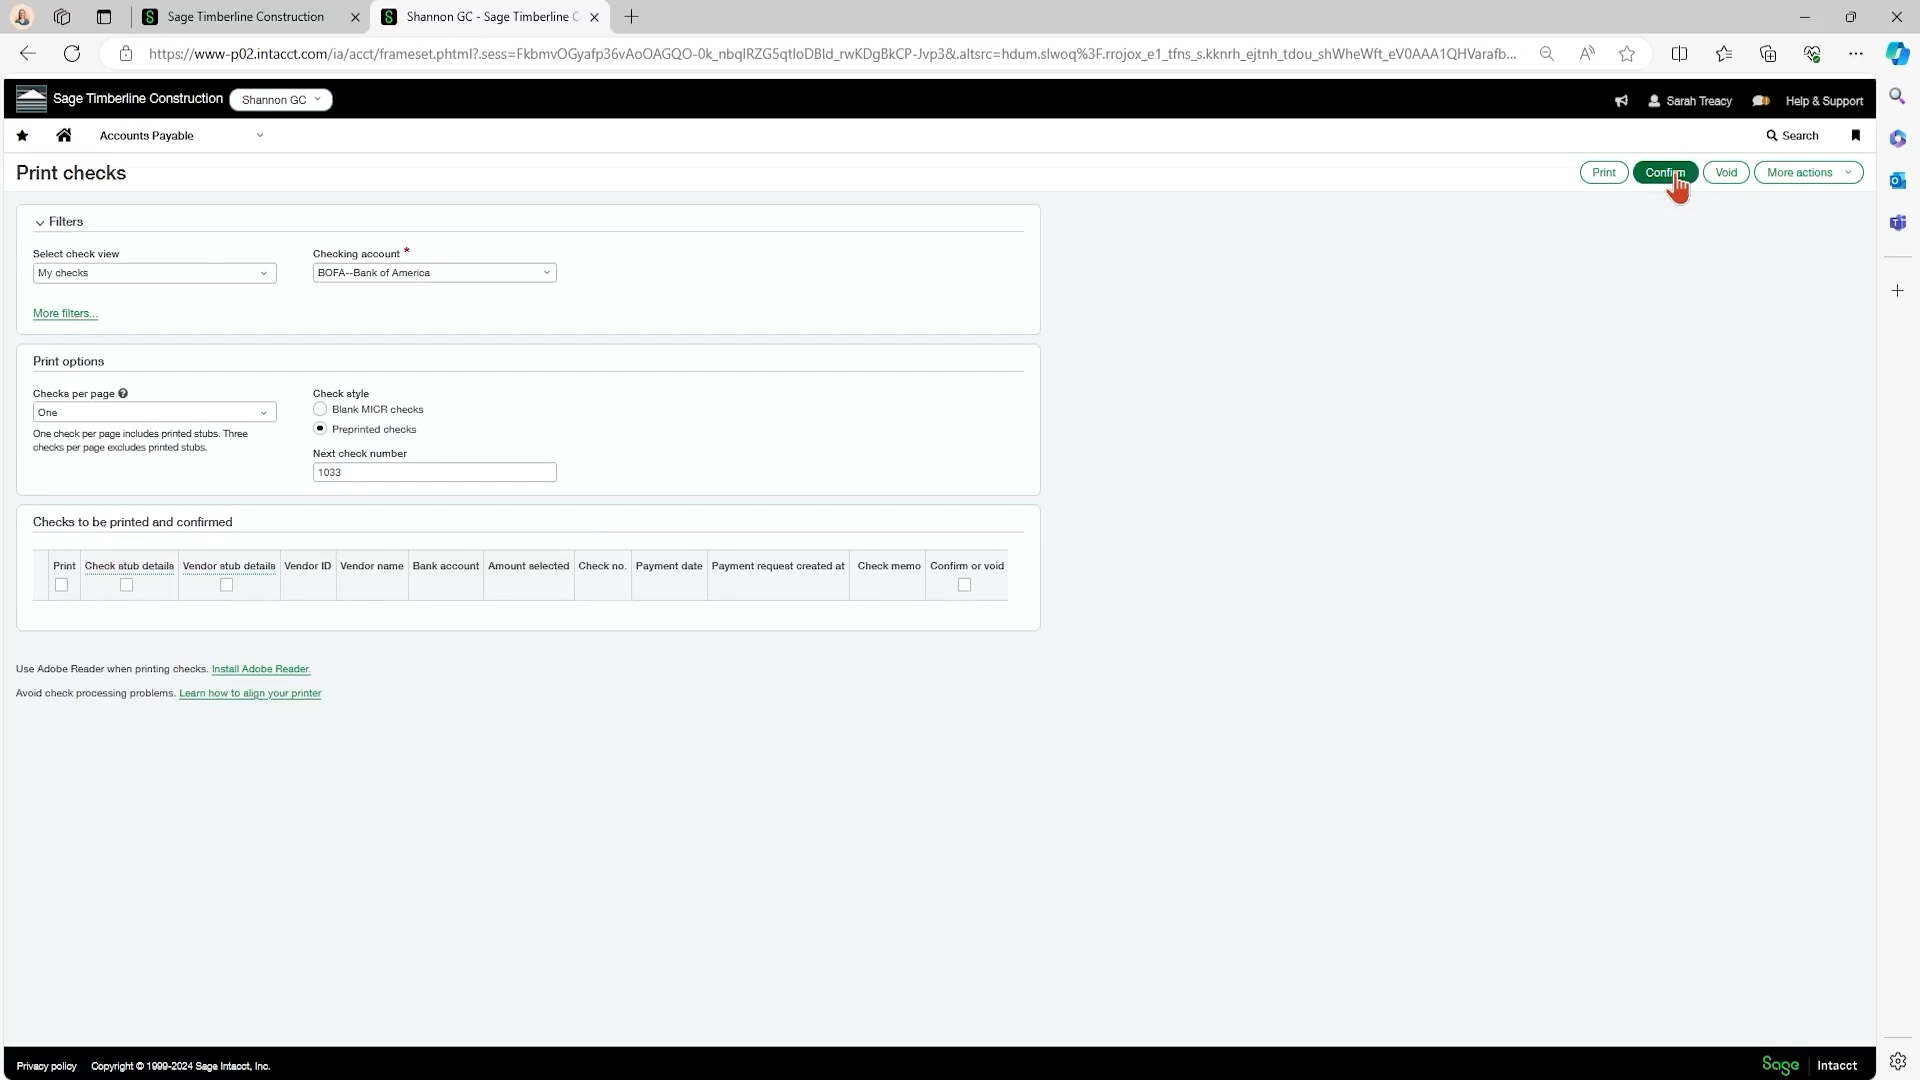 Sage Timberline Construction
Shannon GC - Sage Timberline C
https://www-p02.intacct.com/ia/acct/frameset.phtml?.sess=FkbmvOGyafp36vAoOAGQO-0k_nbqlRZG5qtIoDBId_rwKDgBkCP-Jvp3&.altsrc=hdum.slwoq%3F.rrojox_e1_tfns_s.kknrh_ejtnh_tdou_shWheWft_eV0AAA1QHVarafb...
Sage Timberline Construction Shannon GC
Sarah Treacy Help & Support
Accounts Payable
Search
Print checks
Print Confirm Void More actions
Filters
Select check view
My checks
Checking account *
BOFA--Bank of America
More filters...
Print options
Checks per page
One
One check per page includes printed stubs. Three
checks per page excludes printed stubs.
Check style
Blank MICR checks
Preprinted checks
Next check number
1033
Checks to be printed and confirmed
Print Check stub details Vendor stub details Vendor ID Vendor name Bank account Amount selected Check no. Payment date Payment request created at Check memo Confirm or void
Use Adobe Reader when printing checks. Install Adobe Reader.
Avoid check processing problems. Learn how to align your printer
Privacy policy Copyright © 1999-2024 Sage Intacct, Inc.
Sage Intacct